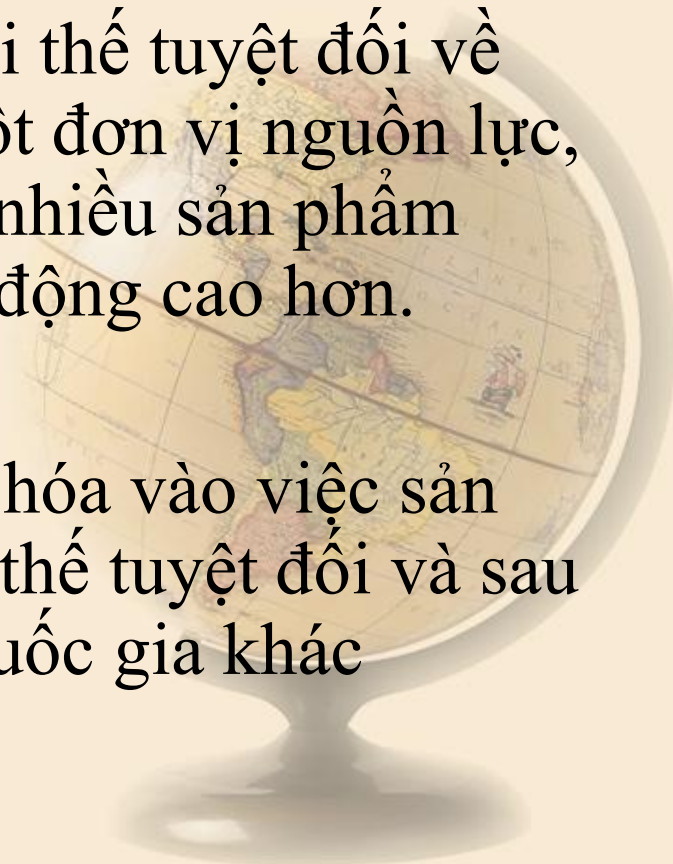 i thế tuyệt đối về
ột đơn vị nguồn lực,
nhiều sản phẩm
động cao hơn.
hóa vào việc sản
thế tuyệt đối và sau
uốc gia khác